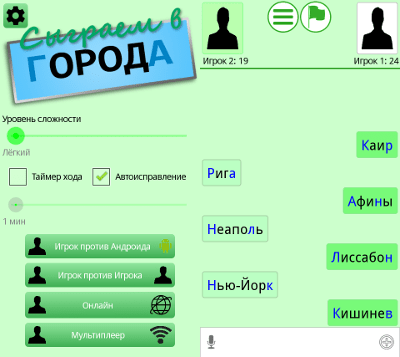 Сыграем в
ГОРОДА
Уровень сложности
Лёгкий
Таймер хода
Автоисправление
1 мин
Игрок против Андроида
Игрок против Игрока
Онлайн
Мультиплеер
Игрок 2: 19
Игрок 1: 24
Каир
Рига
Афины
Неаполь
Лиссабон
Нью-Йорк
Кишинев